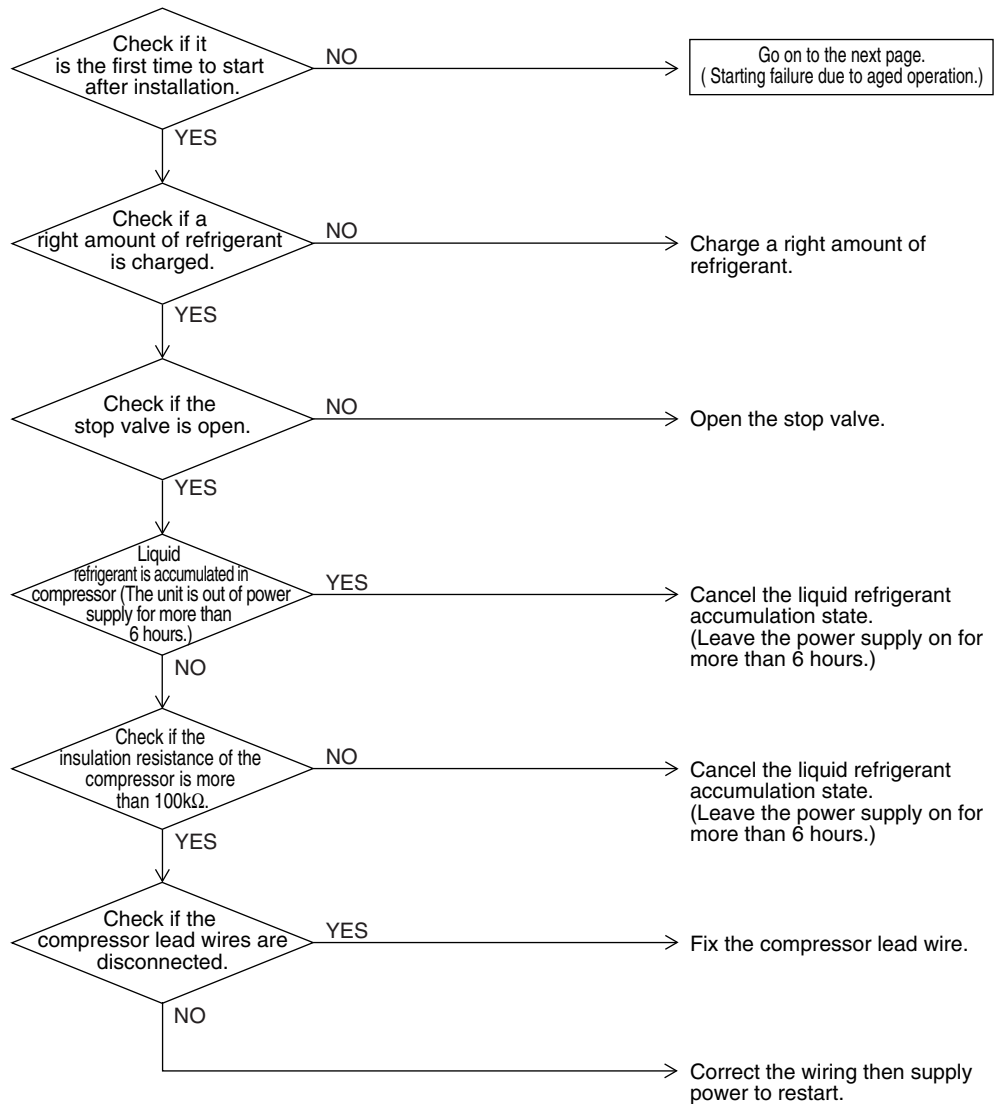 Check if it
is the first time to start
after installation.
NO
Go on to the next page.
( Starting failure due to aged operation.)
YES
Check if a
right amount of refrigerant
is charged.
NO
Charge a right amount of
refrigerant.
YES
Check if the
stop valve is open.
NO
Open the stop valve.
YES
Liquid
refrigerant is accumulated in
compressor (The unit is out of power
supply for more than
6 hours.)
YES
Cancel the liquid refrigerant
accumulation state.
(Leave the power supply on for
more than 6 hours.)
NO
Check if the
insulation resistance of the
compressor is more
than 100kΩ.
NO
Cancel the liquid refrigerant
accumulation state.
(Leave the power supply on for
more than 6 hours.)
YES
Check if the
compressor lead wires are
disconnected.
YES
Fix the compressor lead wire.
NO
Correct the wiring then supply
power to restart.